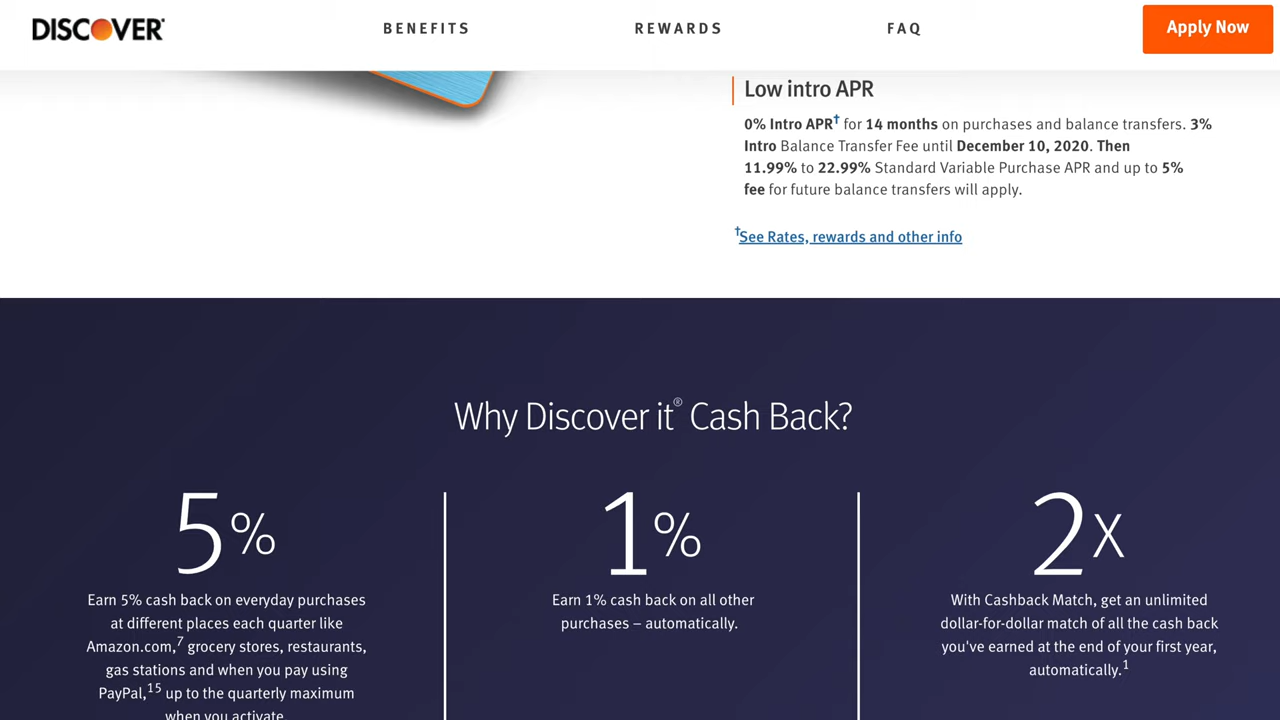 DISCOVER
BENEFITS
REWARDS
FAQ
Apply Now
Low intro APR
0% Intro APR† for 14 months on purchases and balance transfers. 3%
Intro Balance Transfer Fee until December 10, 2020. Then
11.99% to 22.99% Standard Variable Purchase APR and up to 5%
fee for future balance transfers will apply.
†See Rates, rewards and other info
Why Discover it® Cash Back?
5%
Earn 5% cash back on everyday purchases
at different places each quarter like
Amazon.com,7 grocery stores, restaurants,
gas stations and when you pay using
PayPal,15 up to the quarterly maximum
when you activate.
1%
Earn 1% cash back on all other
purchases – automatically.
2X
With Cashback Match, get an unlimited
dollar-for-dollar match of all the cash back
you've earned at the end of your first year,
automatically.1